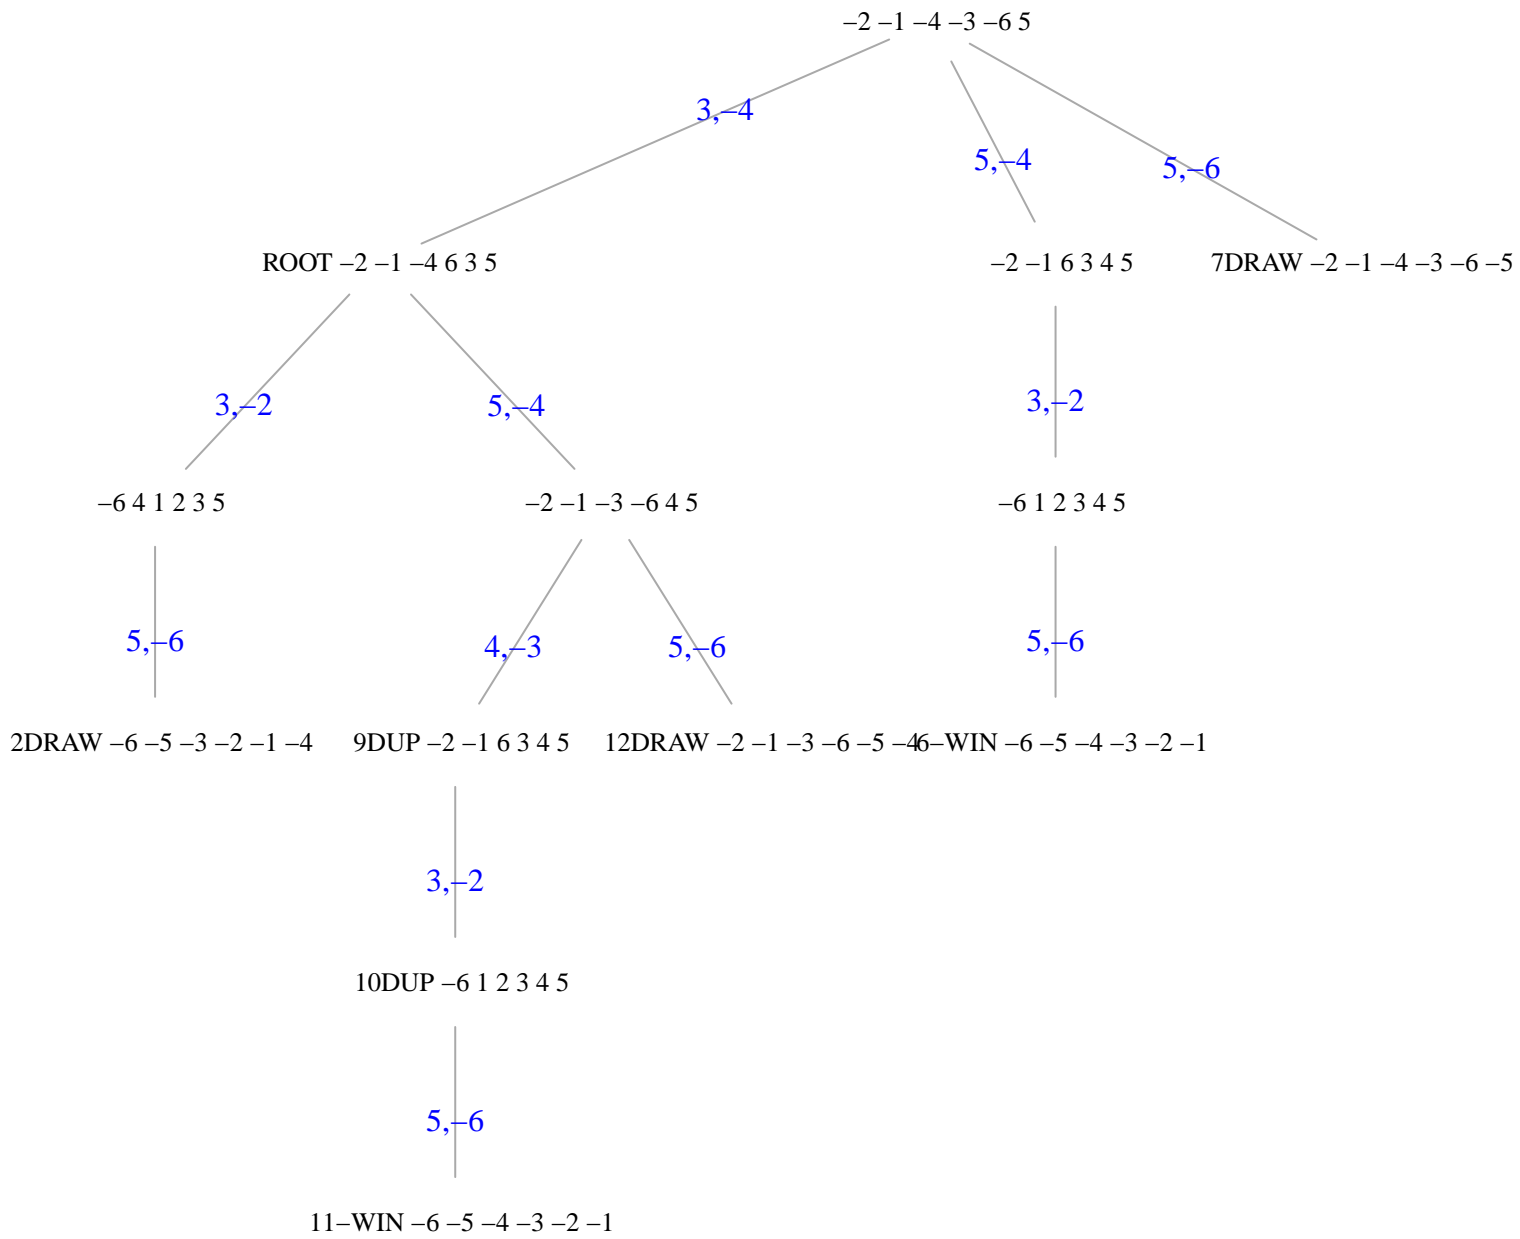 –2 –1 –4 –3 –6 5
3,–4
5,–4
5,–6
ROOT –2 –1 –4 6 3 5
–2 –1 6 3 4 5
7DRAW –2 –1 –4 –3 –6 –5
3,–2
5,–4
3,–2
–6 4 1 2 3 5
–2 –1 –3 –6 4 5
–6 1 2 3 4 5
5,–6
4,–3
5,–6
5,–6
2DRAW –6 –5 –3 –2 –1 –4
9DUP –2 –1 6 3 4 5
12DRAW –2 –1 –3 –6 –5 –4
6–WIN –6 –5 –4 –3 –2 –1
3,–2
10DUP –6 1 2 3 4 5
5,–6
11–WIN –6 –5 –4 –3 –2 –1